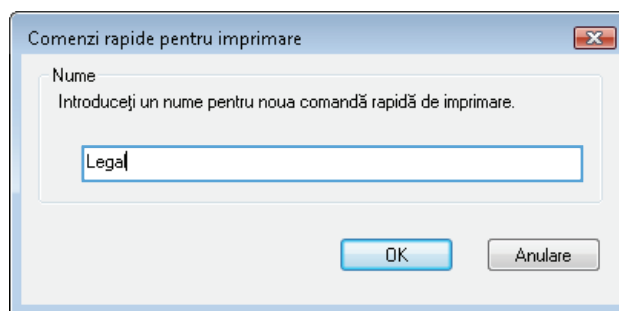 Comenzi rapide pentru imprimare
Nume
Introduceţi un nume pentru noua comandă rapidă de imprimare.
Legal
OK
Anulare